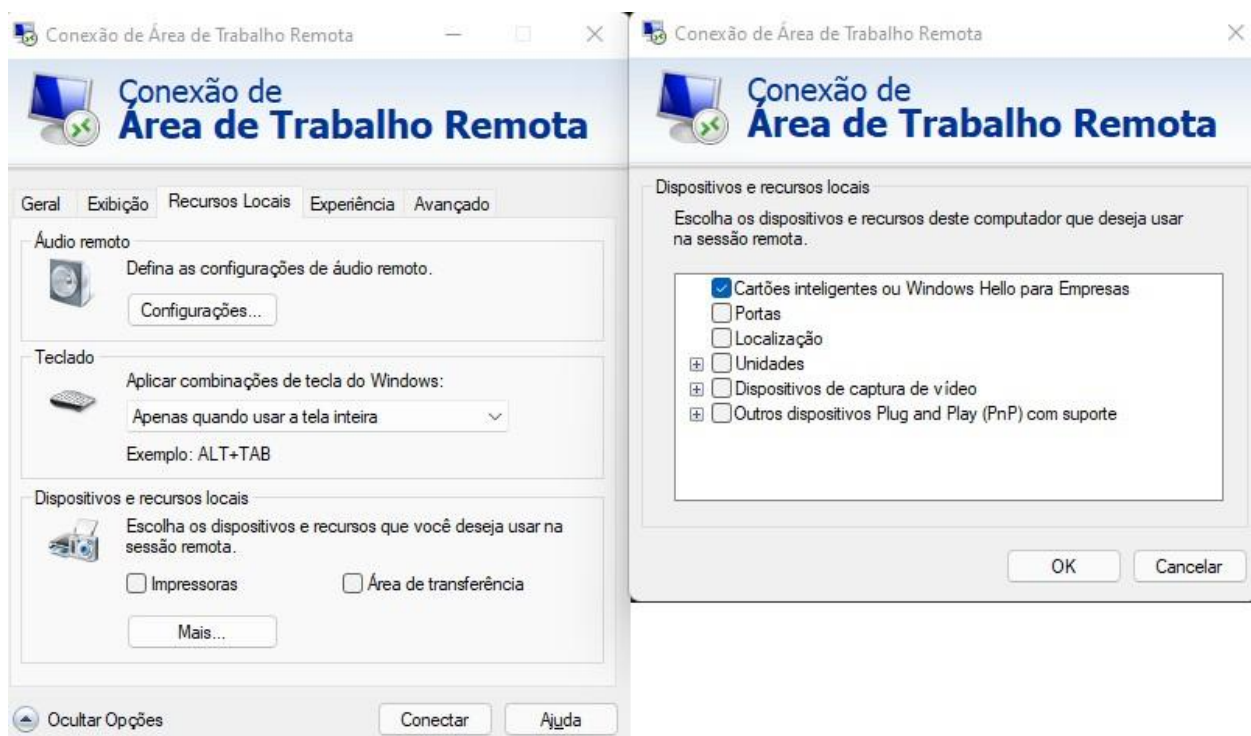 Conexão de Área de Trabalho Remota
Conexão de
Área de Trabalho Remota
Geral Exibição Recursos Locais Experiência Avançado
Áudio remoto
Defina as configurações de áudio remoto.
Configurações...
Teclado
Aplicar combinações de tecla do Windows:
Apenas quando usar a tela inteira
Exemplo: ALT+TAB
Dispositivos e recursos locais
Escolha os dispositivos e recursos que você deseja usar na
sessão remota.
Impressoras Área de transferência
Mais...
Ocultar Opções Conectar Ajuda
Conexão de Área de Trabalho Remota
Conexão de
Área de Trabalho Remota
Dispositivos e recursos locais
Escolha os dispositivos e recursos deste computador que deseja usar
na sessão remota.
Cartões inteligentes ou Windows Hello para Empresas
Portas
Localização
Unidades
Dispositivos de captura de vídeo
Outros dispositivos Plug and Play (PnP) com suporte
OK Cancelar